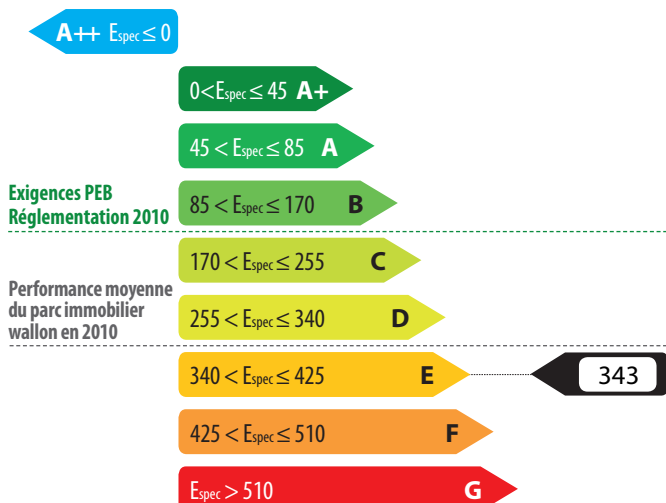 A++ Espec ≤ 0
0<Espec ≤ 45 A+
45 < Espec ≤ 85 A
Exigences PEB
Réglementation 2010
85 < Espec ≤ 170 B
170 < Espec ≤ 255 C
Performance moyenne
du parc immobilier
wallon en 2010
255 < Espec ≤ 340 D
340 < Espec ≤ 425 E
343
425 < Espec ≤ 510 F
Espec > 510 G